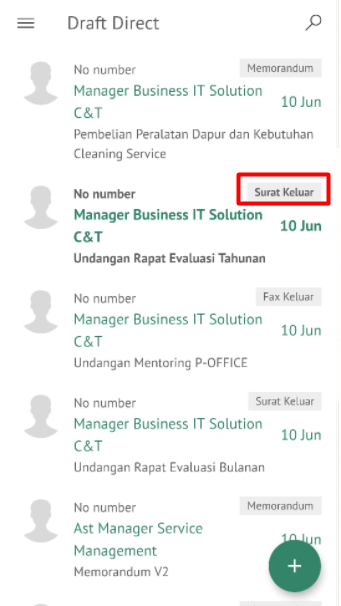 Draft Direct
No number
Memorandum
Manager Business IT Solution
C&T
10 Jun
Pembelian Peralatan Dapur dan Kebutuhan
Cleaning Service
No number
Surat Keluar
Manager Business IT Solution
C&T
10 Jun
Undangan Rapat Evaluasi Tahunan
No number
Fax Keluar
Manager Business IT Solution
C&T
10 Jun
Undangan Mentoring P-OFFICE
No number
Surat Keluar
Manager Business IT Solution
C&T
10 Jun
Undangan Rapat Evaluasi Bulanan
No number
Memorandum
Ast Manager Service
Management
10 Jun
Memorandum V2